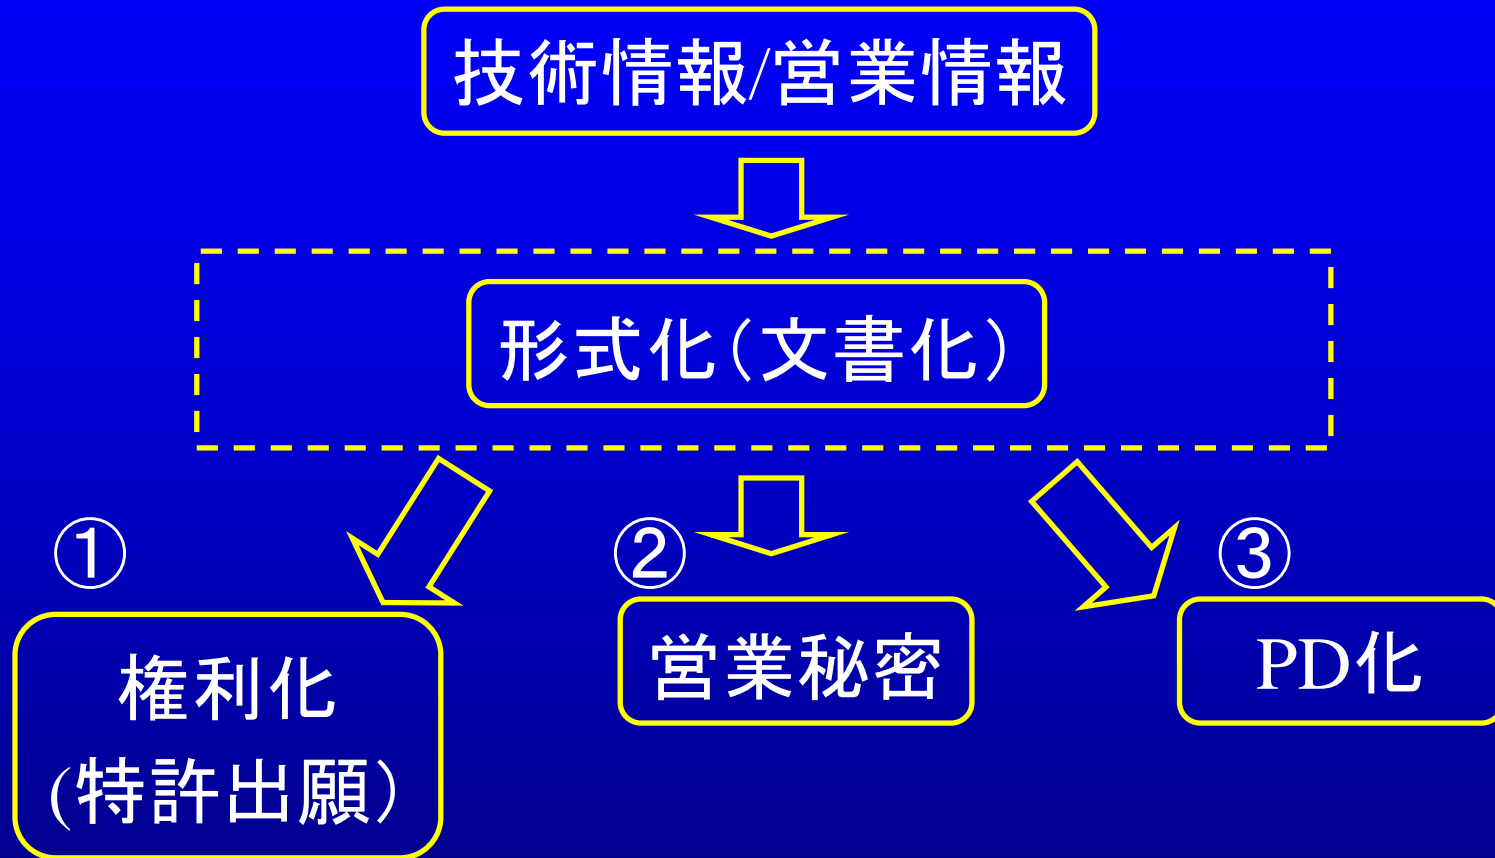 技術情報/営業情報
形式化(文書化)
①
②
③
権利化
(特許出願)
営業秘密
PD化